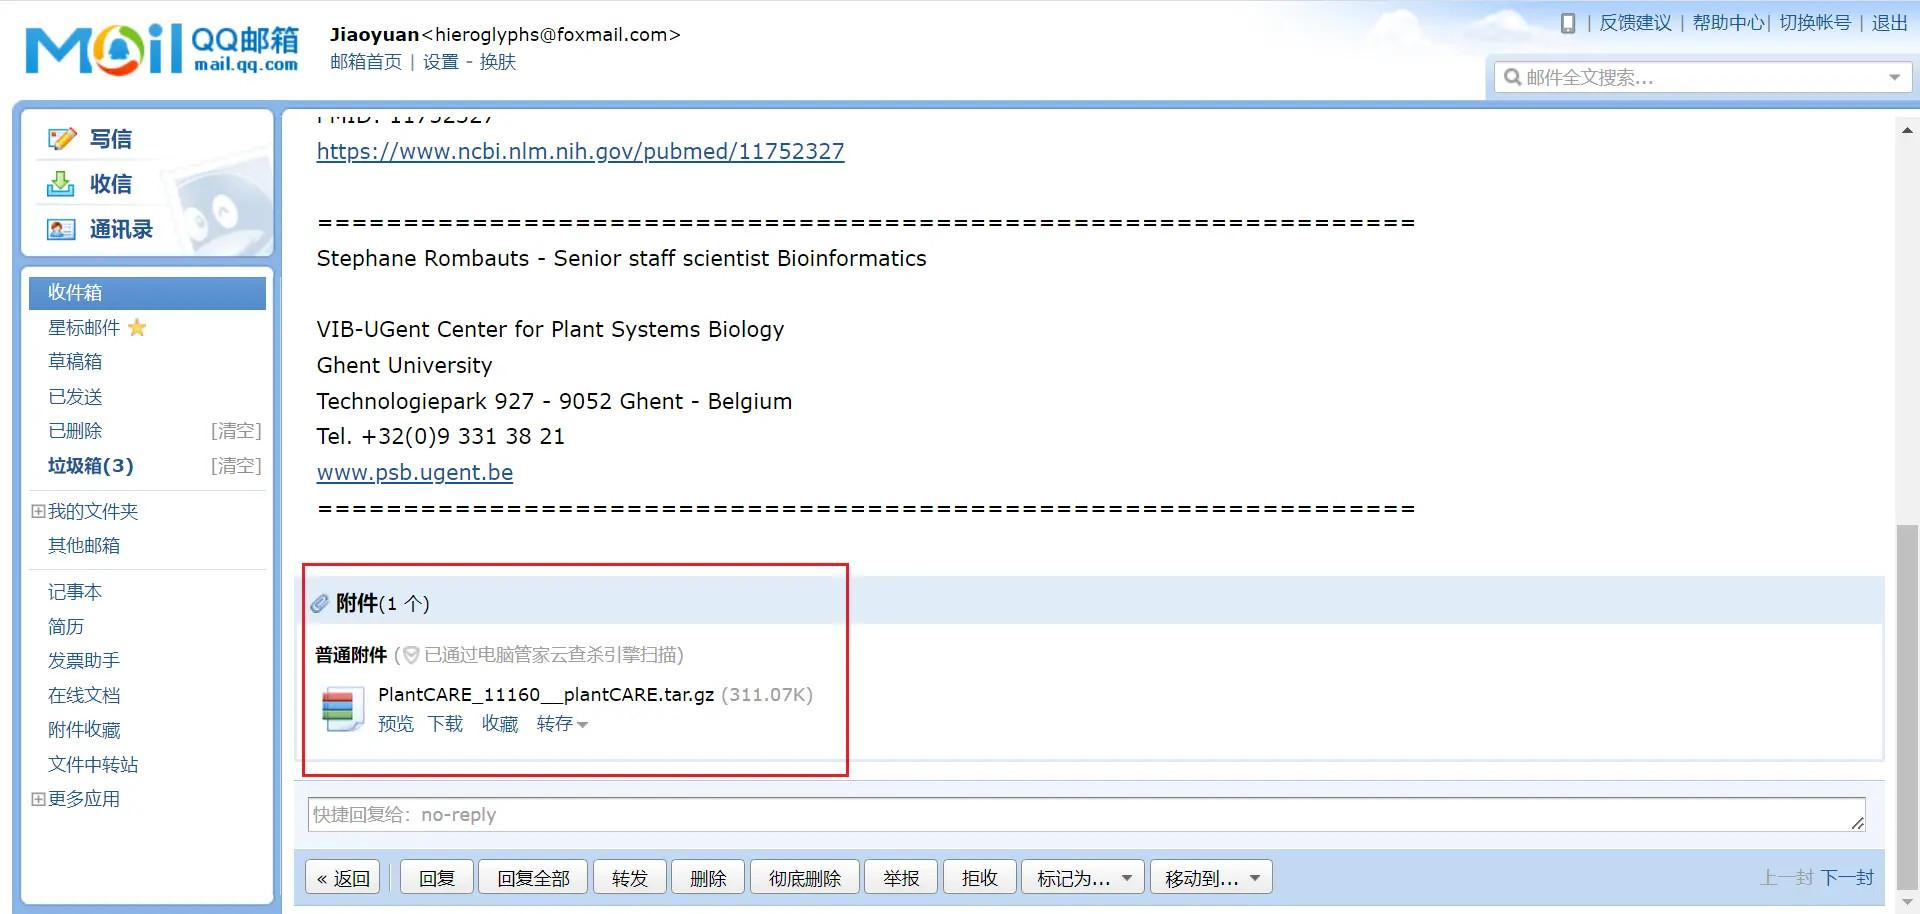 Mail QQ邮箱
mail.qq.com
Jiaoyuan<hieroglyphs@foxmail.com>
邮箱首页 | 设置 - 换肤
| 反馈建议 | 帮助中心| 切换帐号 | 退出
邮件全文搜索...
写信
收信
通讯录
收件箱
星标邮件
草稿箱
已发送
已删除 [清空]
垃圾箱(3) [清空]
我的文件夹
其他邮箱
记事本
简历
发票助手
在线文档
附件收藏
文件中转站
更多应用
PMID: 11752327
https://www.ncbi.nlm.nih.gov/pubmed/11752327
================================================================
Stephane Rombauts - Senior staff scientist Bioinformatics
VIB-UGent Center for Plant Systems Biology
Ghent University
Technologiepark 927 - 9052 Ghent - Belgium
Tel. +32(0)9 331 38 21
www.psb.ugent.be
================================================================
附件(1 个)
普通附件 (已通过电脑管家云查杀引擎扫描)
PlantCARE_11160__plantCARE.tar.gz (311.07K)
预览 下载 收藏 转存
快捷回复给：no-reply
« 返回 回复 回复全部 转发 删除 彻底删除 举报 拒收 标记为... 移动到... 上一封 下一封